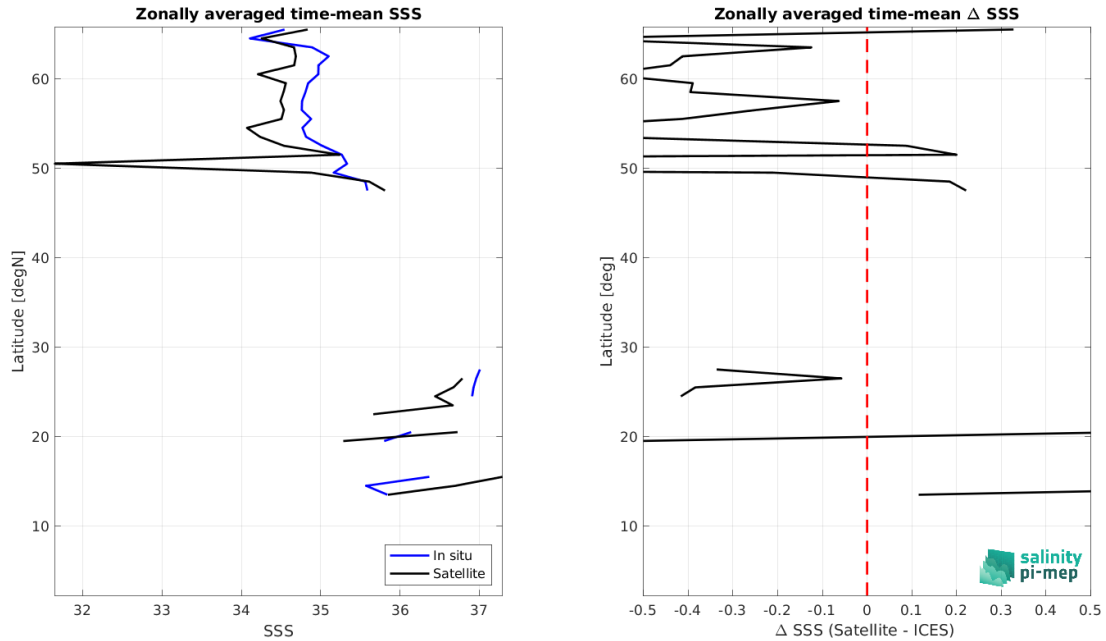 Zonally averaged time-mean SSS
Latitude [degN]
60
50
40
30
20
10
32
33
34
35
36
37
SSS
In situ
Satellite
Zonally averaged time-mean Δ SSS
Latitude [deg]
60
50
40
30
20
10
-0.5
-0.4
-0.3
-0.2
-0.1
0
0.1
0.2
0.3
0.4
0.5
Δ SSS (Satellite - ICES)
salinity
pi-mep